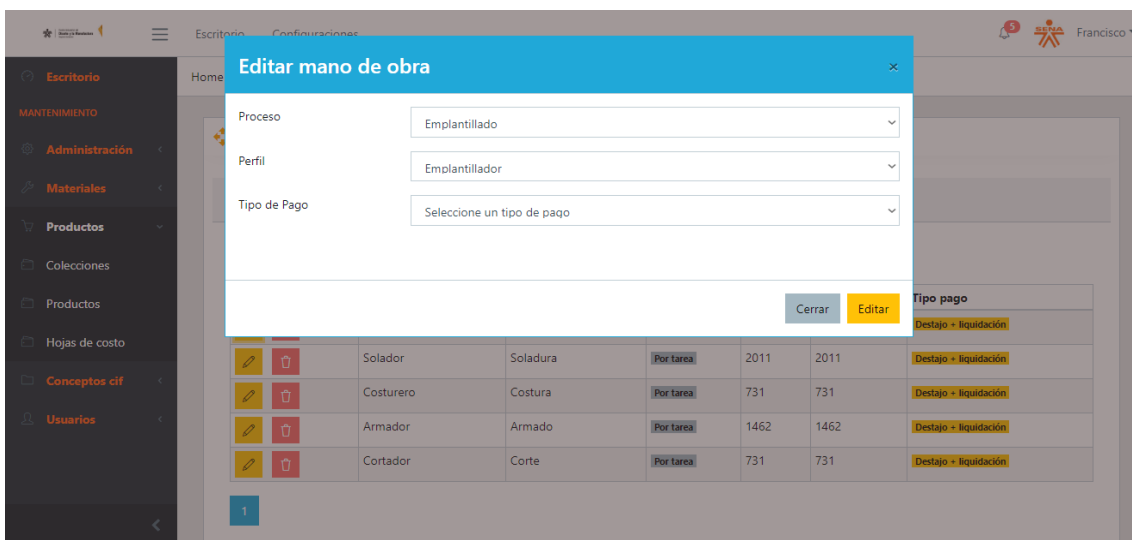 Escritorio Configuraciones
5
SENA
Francisco
Escritorio
Home
MANTENIMIENTO
Administración
Materiales
Productos
Colecciones
Productos
Hojas de costo
Conceptos cif
Usuarios
Editar mano de obra
×
Proceso
Emplantillado
Perfil
Emplantillador
Tipo de Pago
Seleccione un tipo de pago
Cerrar Editar
Tipo pago
Destajo + liquidación
Solador Soladura Por tarea 2011 2011 Destajo + liquidación
Costurero Costura Por tarea 731 731 Destajo + liquidación
Armador Armado Por tarea 1462 1462 Destajo + liquidación
Cortador Corte Por tarea 731 731 Destajo + liquidación
1